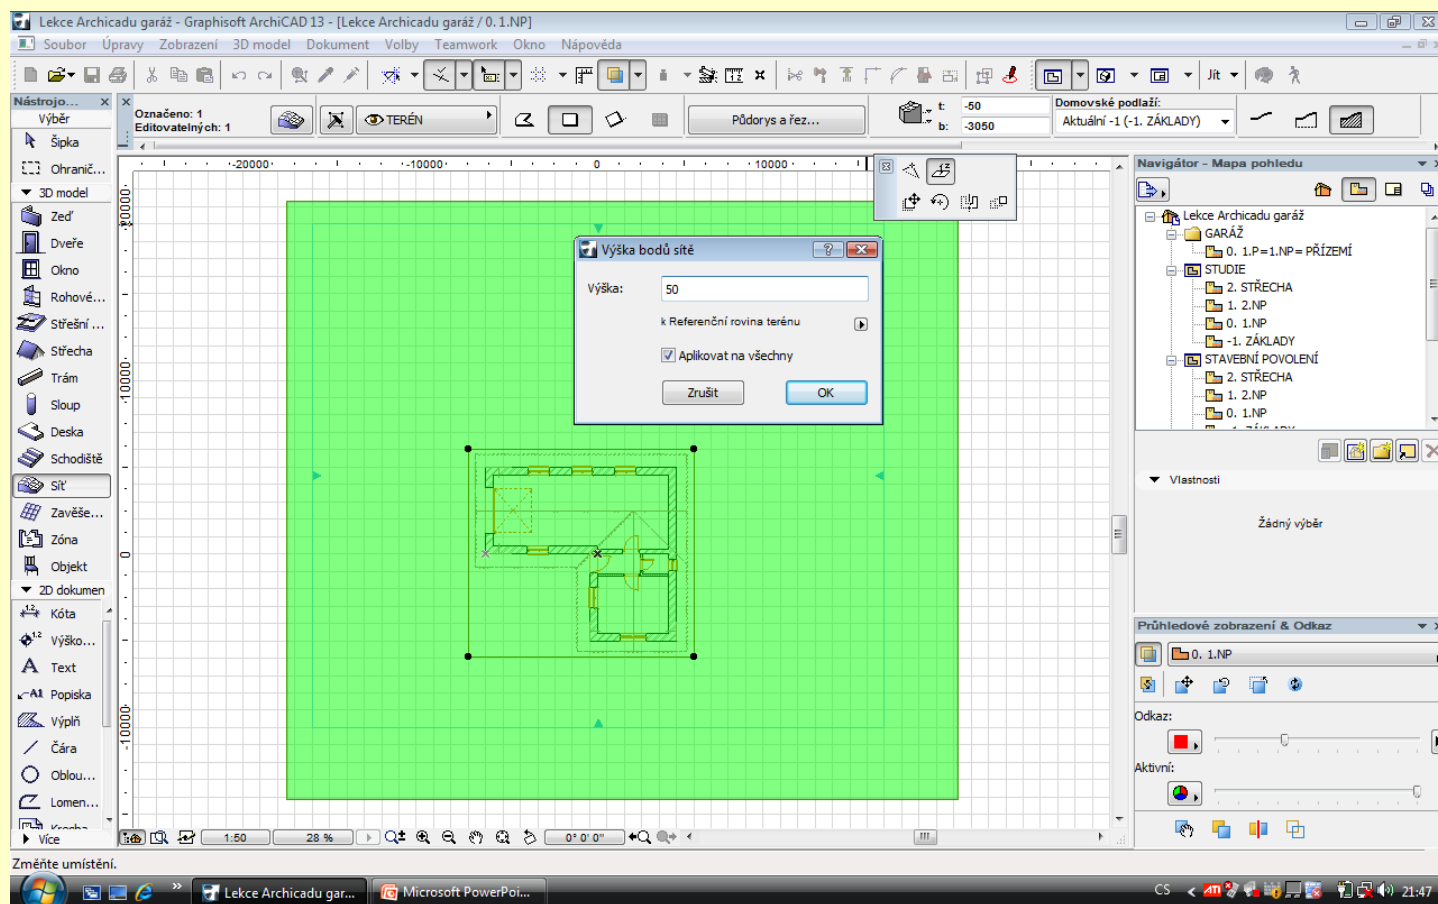 Lekce Archicadu garáž - Graphisoft ArchiCAD 13 - [Lekce Archicadu garáž / 0. 1.NP]
Soubor Úpravy Zobrazení 3D model Dokument Volby Teamwork Okno Nápověda
Jít
Nástrojo...
Výběr
Šipka
Ohranič...
3D model
Zeď
Dveře
Okno
Rohové...
Střešní ...
Střecha
Trám
Sloup
Deska
Schodiště
Síť
Zavěše...
Zóna
Objekt
2D dokumen
Kóta
Výško...
Text
Popiska
Výplň
Čára
Oblou...
Lomen...
Více
Označeno: 1
Editovatelných: 1
TERÉN
Půdorys a řez...
t: -50
b: -3050
Domovské podlaží:
Aktuální -1 (-1. ZÁKLADY)
-20000 -10000 0 10000
10000
0
-10000
Výška bodů sítě
Výška: 50
k Referenční rovina terénu
Aplikovat na všechny
Zrušit OK
Navigátor - Mapa pohledu
Lekce Archicadu garáž
GARÁŽ
0. 1.P=1.NP= PŘÍZEMÍ
STUDIE
2. STŘECHA
1. 2.NP
0. 1.NP
-1. ZÁKLADY
STAVEBNÍ POVOLENÍ
2. STŘECHA
1. 2.NP
0. 1.NP
Vlastnosti
Žádný výběr
Průhledové zobrazení & Odkaz
0. 1.NP
Odkaz:
Aktivní:
1:50 28 % 0° 0' 0"
Změňte umístění.
Lekce Archicadu gar... Microsoft PowerPoi... CS ATI 21:47